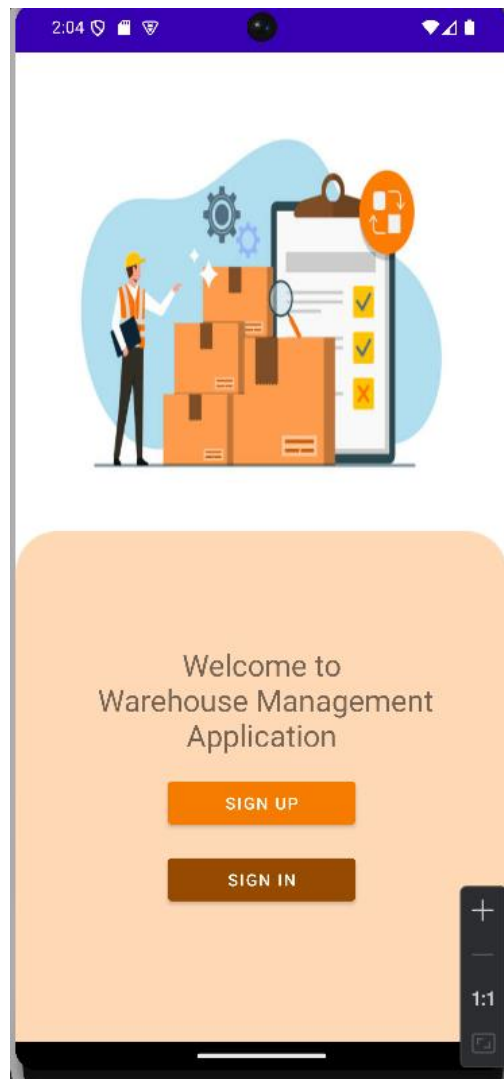 2:04
Welcome to
Warehouse Management
Application
SIGN UP
SIGN IN
1:1